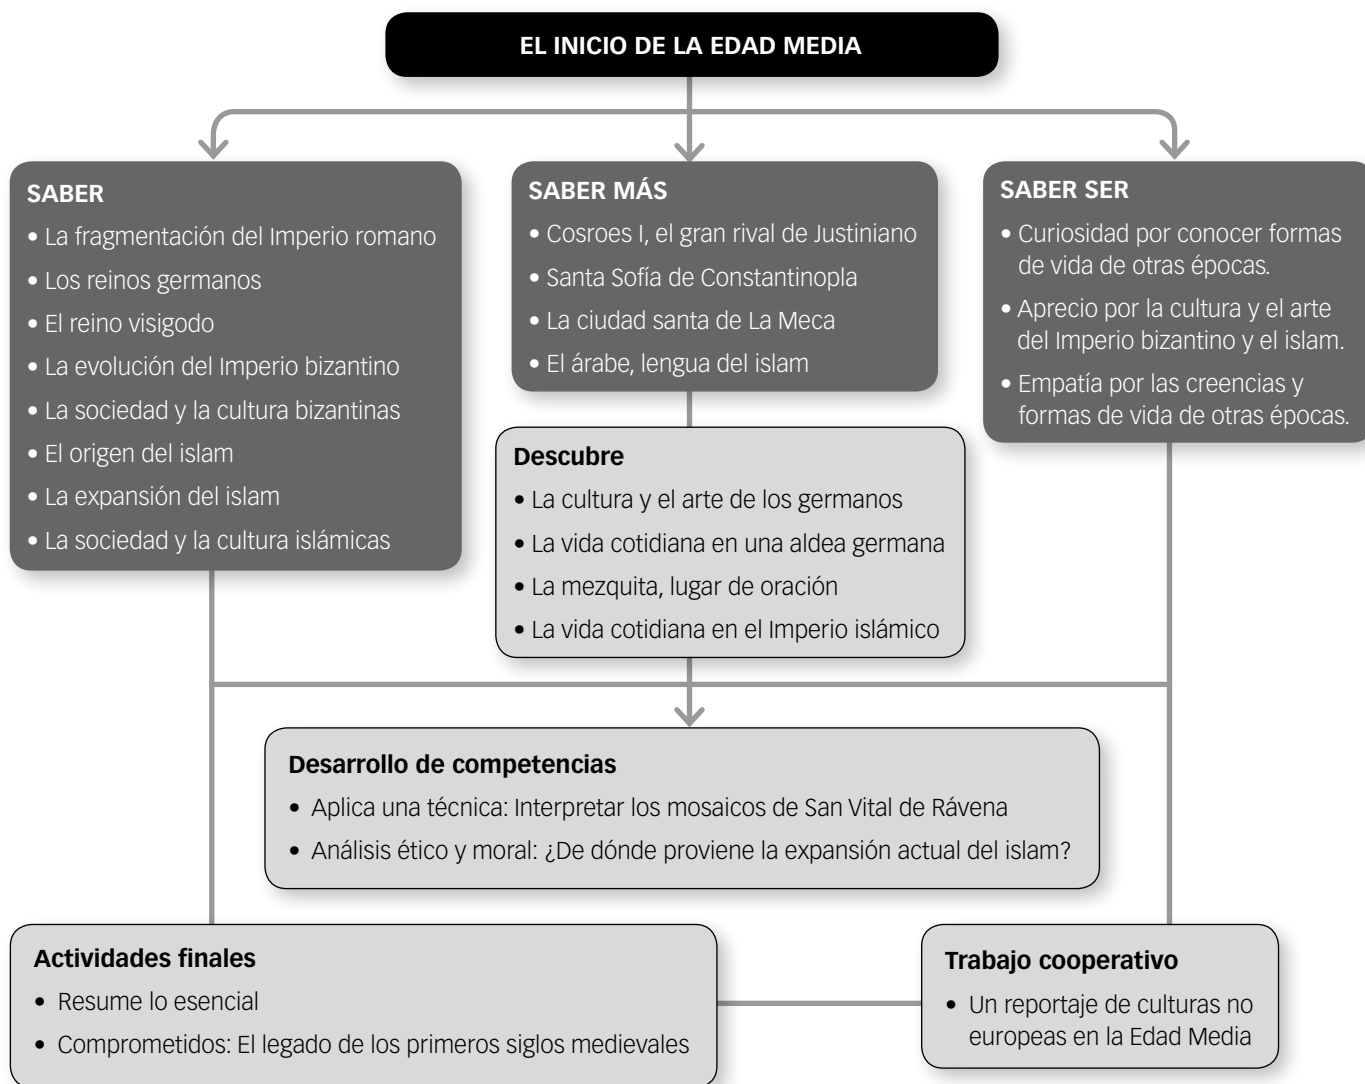 EL INICIO DE LA EDAD MEDIA
SABER
• La fragmentación del Imperio romano
• Los reinos germanos
• El reino visigodo
• La evolución del Imperio bizantino
• La sociedad y la cultura bizantinas
• El origen del islam
• La expansión del islam
• La sociedad y la cultura islámicas
SABER MÁS
• Cosroes I, el gran rival de Justiniano
• Santa Sofía de Constantinopla
• La ciudad santa de La Meca
• El árabe, lengua del islam
SABER SER
• Curiosidad por conocer formas
de vida de otras épocas.
• Aprecio por la cultura y el arte
del Imperio bizantino y el islam.
• Empatía por las creencias y
formas de vida de otras épocas.
Descubre
• La cultura y el arte de los germanos
• La vida cotidiana en una aldea germana
• La mezquita, lugar de oración
• La vida cotidiana en el Imperio islámico
Desarrollo de competencias
• Aplica una técnica: Interpretar los mosaicos de San Vital de Rávena
• Análisis ético y moral: ¿De dónde proviene la expansión actual del islam?
Actividades finales
• Resume lo esencial
• Comprometidos: El legado de los primeros siglos medievales
Trabajo cooperativo
• Un reportaje de culturas no
europeas en la Edad Media